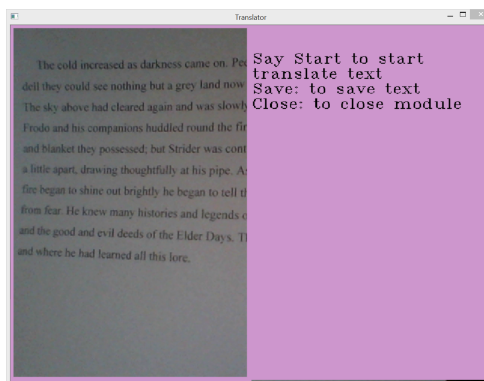 Translator
The cold increased as darkness came on. Pe
dell they could see nothing but a grey land now
The sky above had cleared again and was slowly
Frodo and his companions huddled round the fir
and blanket they possessed; but Strider was cont
a little apart, drawing thoughtfully at his pipe. A
fire began to shine out brightly he began to tell t
from fear. He knew many histories and legends o
and the good and evil deeds of the Elder Days. T
and where he had learned all this lore.
Say Start to start
translate text
Save: to save text
Close: to close module